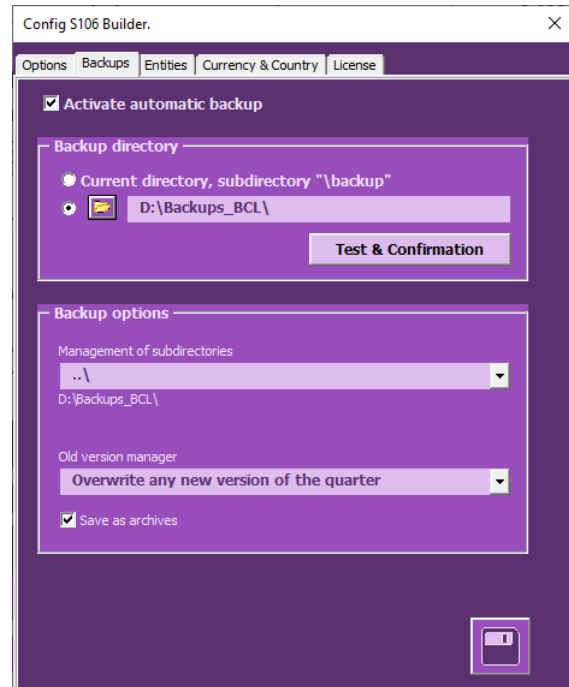 Config S106 Builder.
Options Backups Entities Currency & Country License
Activate automatic backup
Backup directory
Current directory, subdirectory "\backup"
D:\Backups_BCL\
Test & Confirmation
Backup options
Management of subdirectories
..\
D:\Backups_BCL\
Old version manager
Overwrite any new version of the quarter
Save as archives